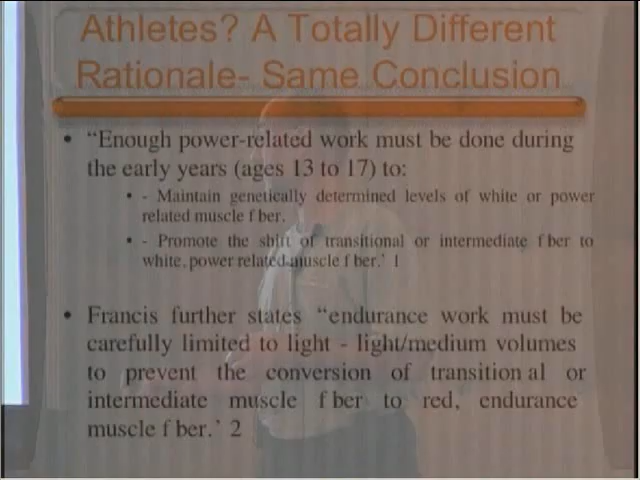 Athletes? A Totally Different
Rationale- Same Conclusion
• “Enough power-related work must be done during
the early years (ages 13 to 17) to:
• - Maintain genetically determined levels of white or power
related muscle f ber.
• - Promote the shift of transitional or intermediate f ber to
white, power related muscle f ber.’ 1
• Francis further states “endurance work must be
carefully limited to light - light/medium volumes
to prevent the conversion of transition al or
intermediate muscle f ber to red, endurance
muscle f ber.’ 2